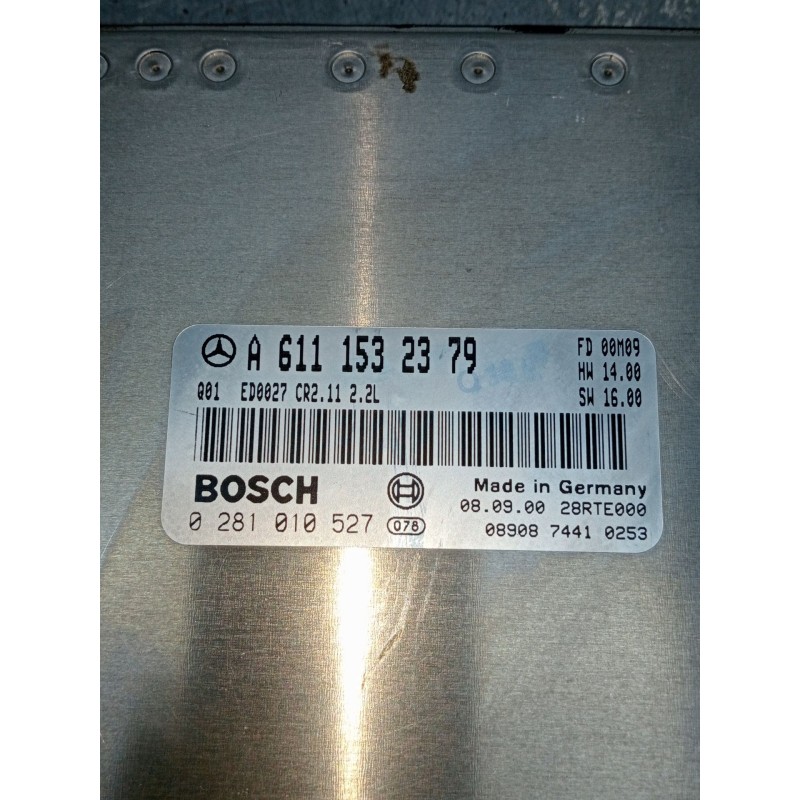 A 611 153 23 79
FD 00M09
HW 14.00
Q01 ED0027 CR2.11 2.2L
SW 16.00
BOSCH
Made in Germany
08.09.00 28RTE000
0 281 010 527 078
08908 7441 0253